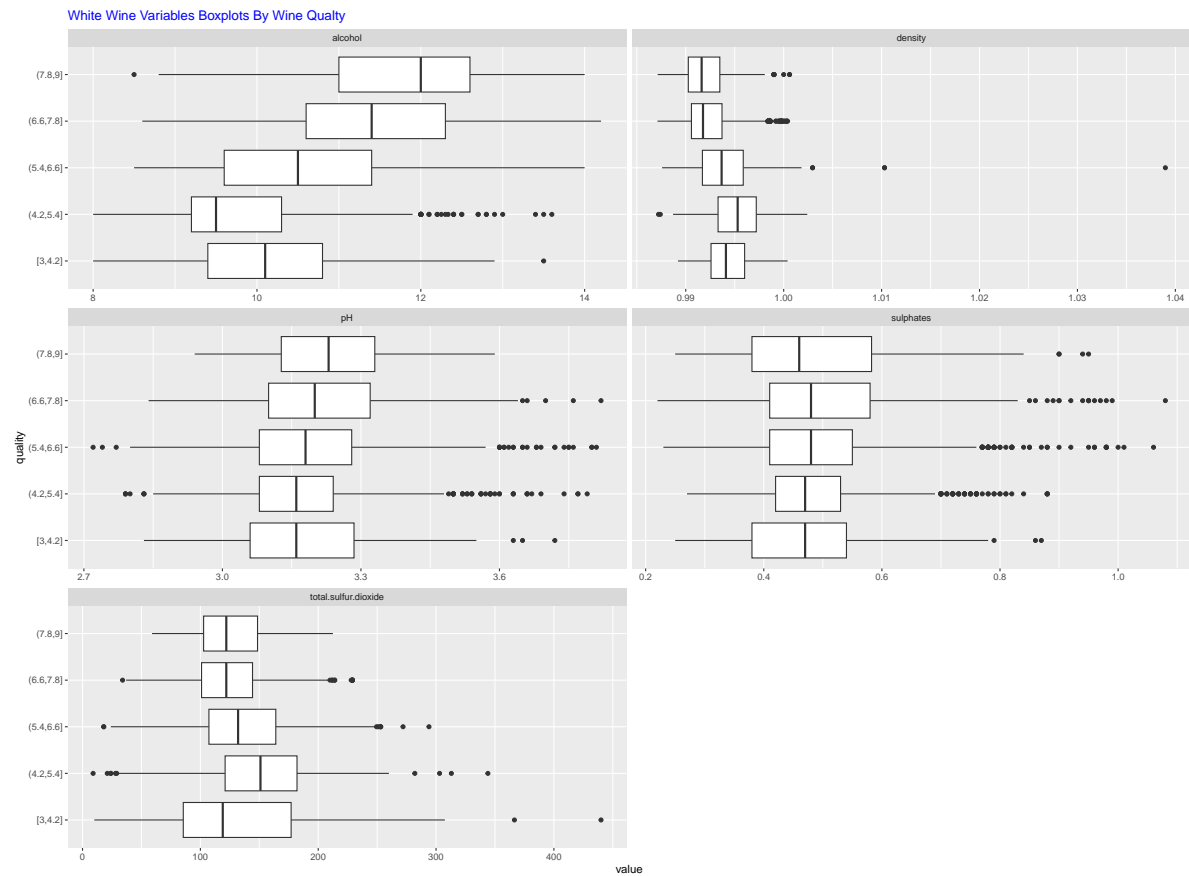 White Wine Variables Boxplots By Wine Qualty
alcohol
density
(7.8,9]
(6.6,7.8]
(5.4,6.6]
(4.2,5.4]
[3,4.2]
8 10 12 14
0.99 1.00 1.01 1.02 1.03 1.04
pH
sulphates
(7.8,9]
(6.6,7.8]
(5.4,6.6]
(4.2,5.4]
[3,4.2]
2.7 3.0 3.3 3.6
0.2 0.4 0.6 0.8 1.0
quality
total.sulfur.dioxide
(7.8,9]
(6.6,7.8]
(5.4,6.6]
(4.2,5.4]
[3,4.2]
0 100 200 300 400
value